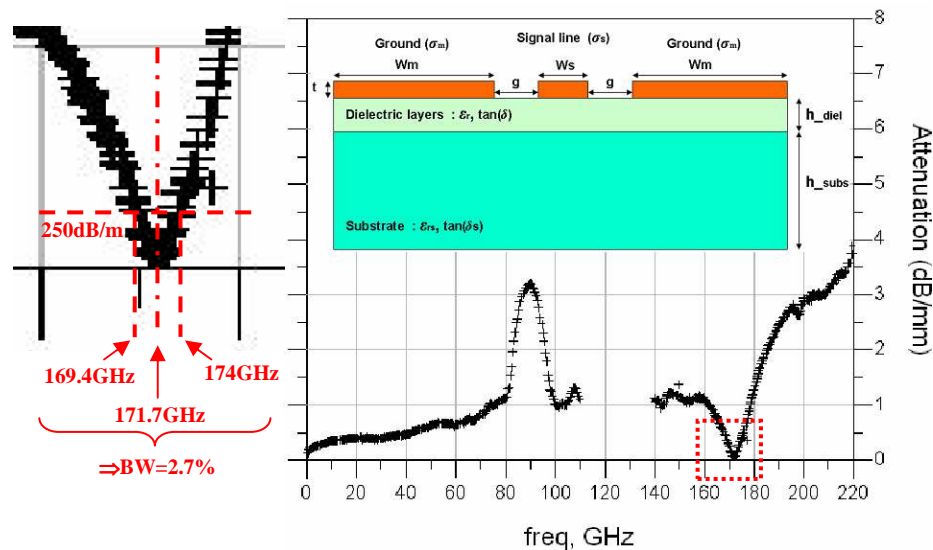 250dB/m
169.4GHz
174GHz
171.7GHz
⇒BW=2.7%
Ground (σm)
Signal line (σs)
Ground (σm)
Wm
Ws
Wm
t
g
g
Dielectric layers : εr, tan(δ)
h_diel
Substrate : εrs, tan(δs)
h_subs
8
7
6
5
4
3
2
1
0
Attenuation (dB/mm)
0 20 40 60 80 100 120 140 160 180 200 220
freq, GHz